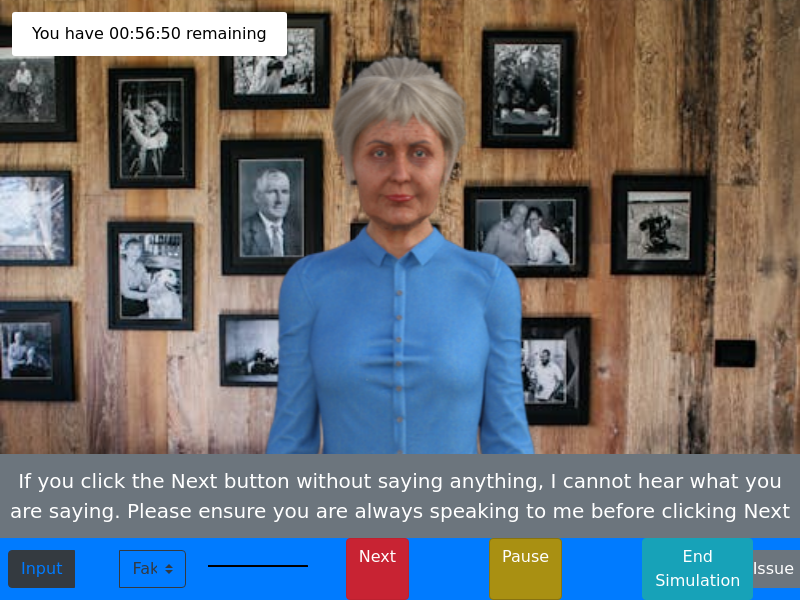 You have 00:56:50 remaining
If you click the Next button without saying anything, I cannot hear what you
are saying. Please ensure you are always speaking to me before clicking Next
Input
Fak
Next
Pause
End
Simulation
Issue